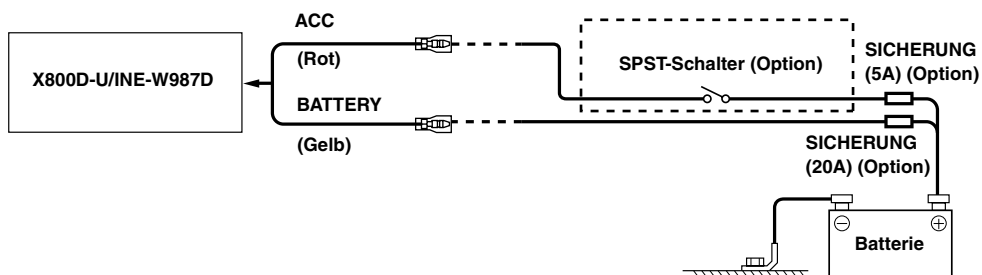 ACC
(Rot)
X800D-U/INE-W987D
BATTERY
(Gelb)
SPST-Schalter (Option)
SICHERUNG
(5A) (Option)
SICHERUNG
(20A) (Option)
Batterie